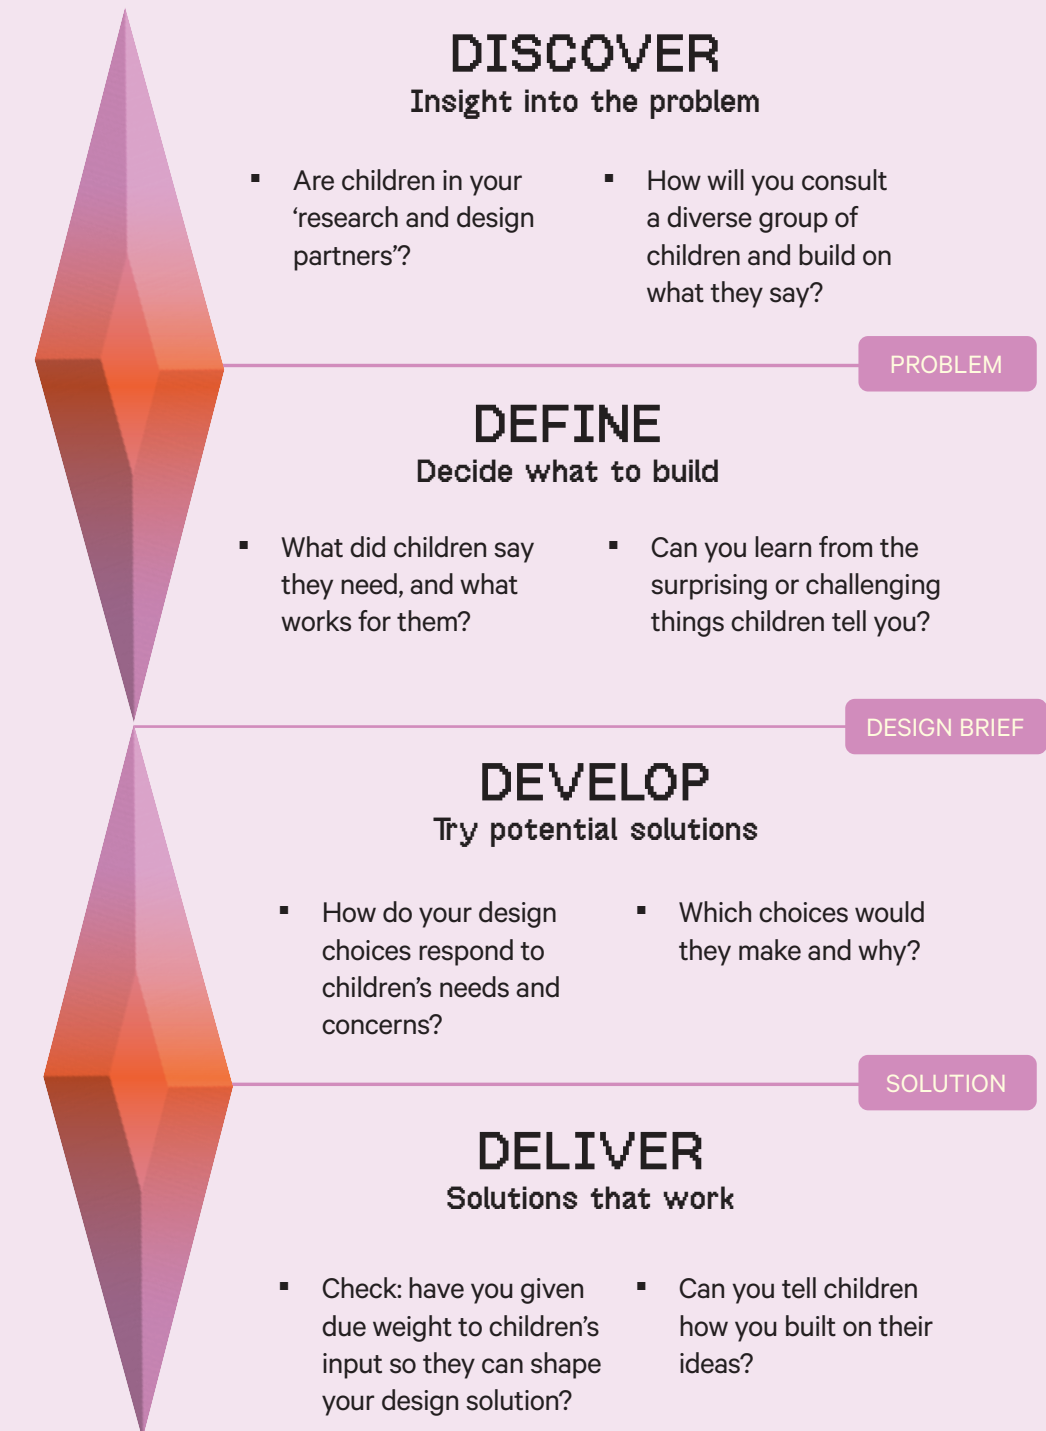 DISCOVER
Insight into the problem
▪ Are children in your
‘research and design
partners’?
▪ How will you consult
a diverse group of
children and build on
what they say?
PROBLEM
DEFINE
Decide what to build
▪ What did children say
they need, and what
works for them?
▪ Can you learn from the
surprising or challenging
things children tell you?
DESIGN BRIEF
DEVELOP
Try potential solutions
▪ How do your design
choices respond to
children’s needs and
concerns?
▪ Which choices would
they make and why?
SOLUTION
DELIVER
Solutions that work
▪ Check: have you given
due weight to children’s
input so they can shape
your design solution?
▪ Can you tell children
how you built on their
ideas?